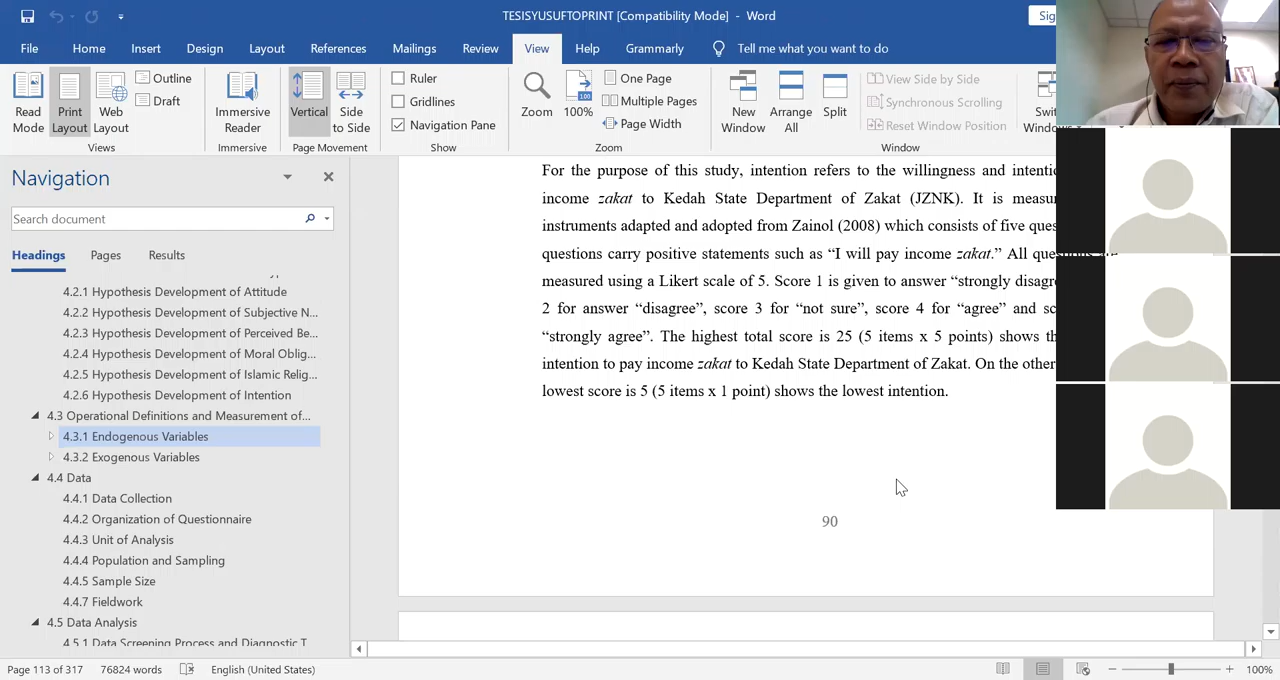 TESISYUSUFTOPRINT [Compatibility Mode] - Word
Sig
File Home Insert Design Layout References Mailings Review View Help Grammarly Tell me what you want to do
Read Mode
Print Layout
Web Layout
Outline
Draft
Views
Immersive Reader
Immersive
Vertical
Side to Side
Page Movement
Ruler
Gridlines
Navigation Pane
Show
Zoom
100%
One Page
Multiple Pages
Page Width
Zoom
New Window
Arrange All
Split
View Side by Side
Synchronous Scrolling
Reset Window Position
Window
Navigation
Search document
Headings Pages Results
4.2.1 Hypothesis Development of Attitude
4.2.2 Hypothesis Development of Subjective N...
4.2.3 Hypothesis Development of Perceived Be...
4.2.4 Hypothesis Development of Moral Oblig...
4.2.5 Hypothesis Development of Islamic Relig...
4.2.6 Hypothesis Development of Intention
4.3 Operational Definitions and Measurement of...
4.3.1 Endogenous Variables
4.3.2 Exogenous Variables
4.4 Data
4.4.1 Data Collection
4.4.2 Organization of Questionnaire
4.4.3 Unit of Analysis
4.4.4 Population and Sampling
4.4.5 Sample Size
4.4.7 Fieldwork
4.5 Data Analysis
4.5.1 Data Screening Process and Diagnostic T
For the purpose of this study, intention refers to the willingness and intentio
income zakat to Kedah State Department of Zakat (JZNK). It is measur
instruments adapted and adopted from Zainol (2008) which consists of five ques
questions carry positive statements such as “I will pay income zakat.” All questions are
measured using a Likert scale of 5. Score 1 is given to answer “strongly disagre
2 for answer “disagree”, score 3 for “not sure”, score 4 for “agree” and sc
“strongly agree”. The highest total score is 25 (5 items x 5 points) shows th
intention to pay income zakat to Kedah State Department of Zakat. On the other
lowest score is 5 (5 items x 1 point) shows the lowest intention.
90
Page 113 of 317 76824 words English (United States) 100%